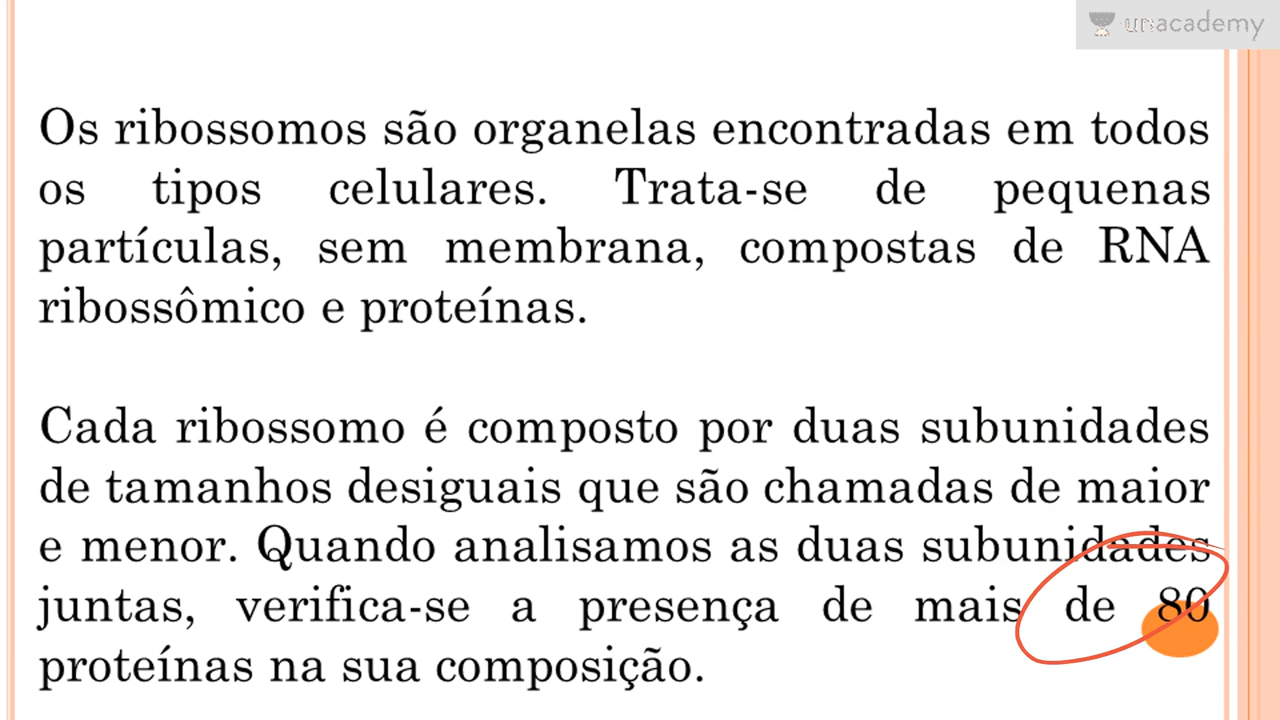 unacademy
Os ribossomos são organelas encontradas em todos
os tipos celulares. Trata-se de pequenas
partículas, sem membrana, compostas de RNA
ribossômico e proteínas.
Cada ribossomo é composto por duas subunidades
de tamanhos desiguais que são chamadas de maior
e menor. Quando analisamos as duas subunidades
juntas, verifica-se a presença de mais de 80
proteínas na sua composição.